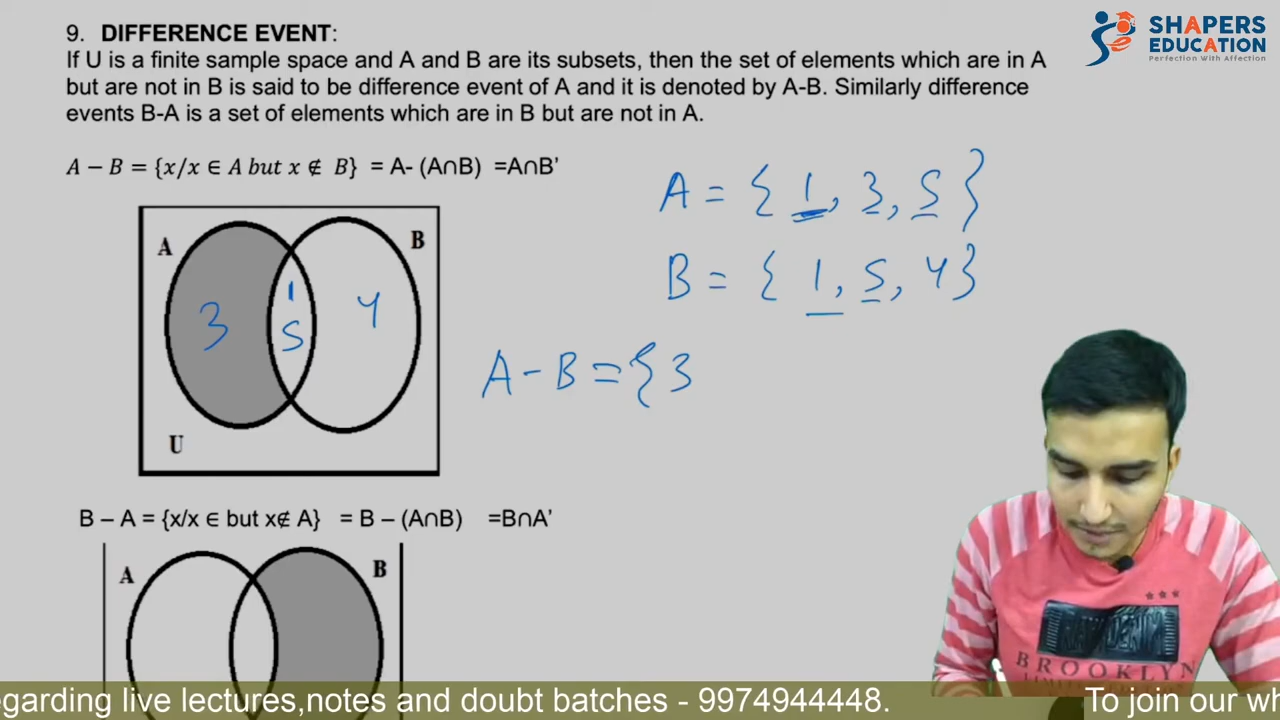 9. DIFFERENCE EVENT:
If U is a finite sample space and A and B are its subsets, then the set of elements which are in A
but are not in B is said to be difference event of A and it is denoted by A-B. Similarly difference
events B-A is a set of elements which are in B but are not in A.
A − B = {x/x ∈ A but x ∉ B} = A- (A∩B) =A∩B’
A = { 1, 3, 5 }
B = { 1, 5, 4 }
A B
3 1 5 4
U
A - B = { 3
B – A = {x/x ∈ but x∉ A} = B – (A∩B) =B∩A’
A B
SHAPERS
EDUCATION
Perfection With Affection
BROOKLYN
egarding live lectures,notes and doubt batches - 9974944448. To join our wh